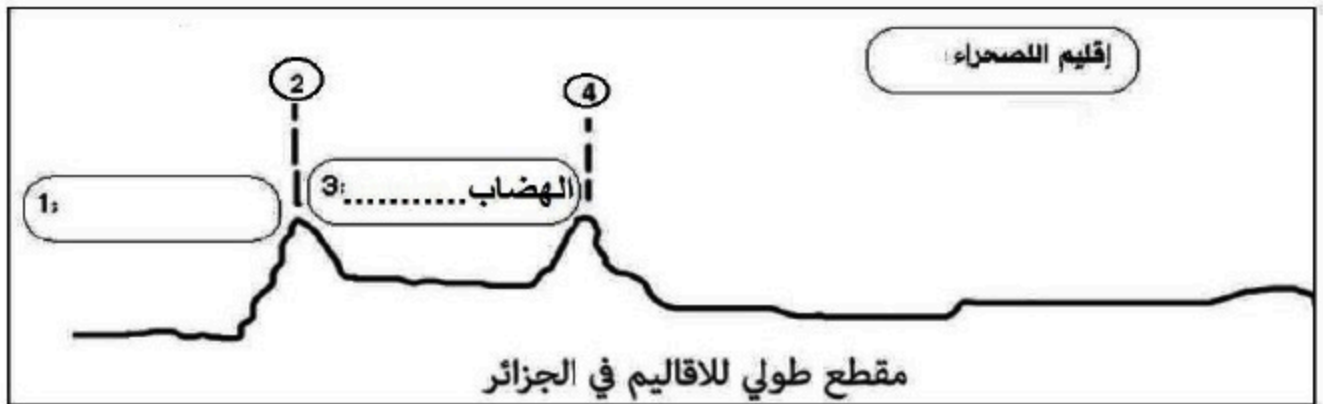 إقليم اللصحراء:
2
4
1:
3: الهضاب...........
مقطع طولي للاقاليم في الجزائر